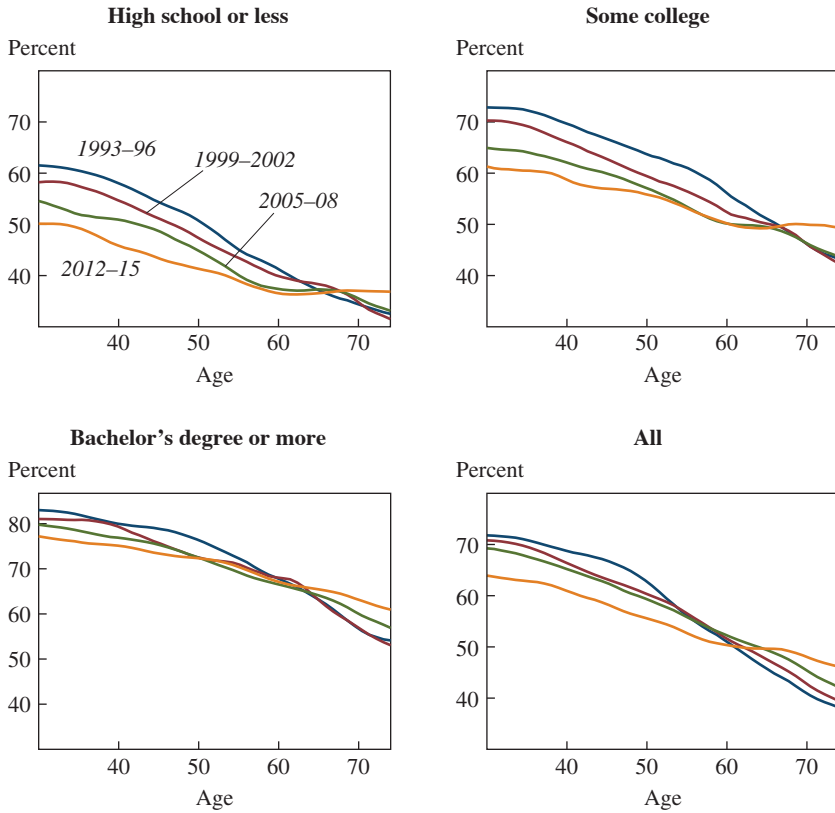 High school or less
Percent
70
60
50
40
1993–96
1999–2002
2005–08
2012–15
40 50 60 70
Age
Some college
Percent
70
60
50
40
40 50 60 70
Age
Bachelor’s degree or more
Percent
80
70
60
50
40
40 50 60 70
Age
All
Percent
70
60
50
40
40 50 60 70
Age